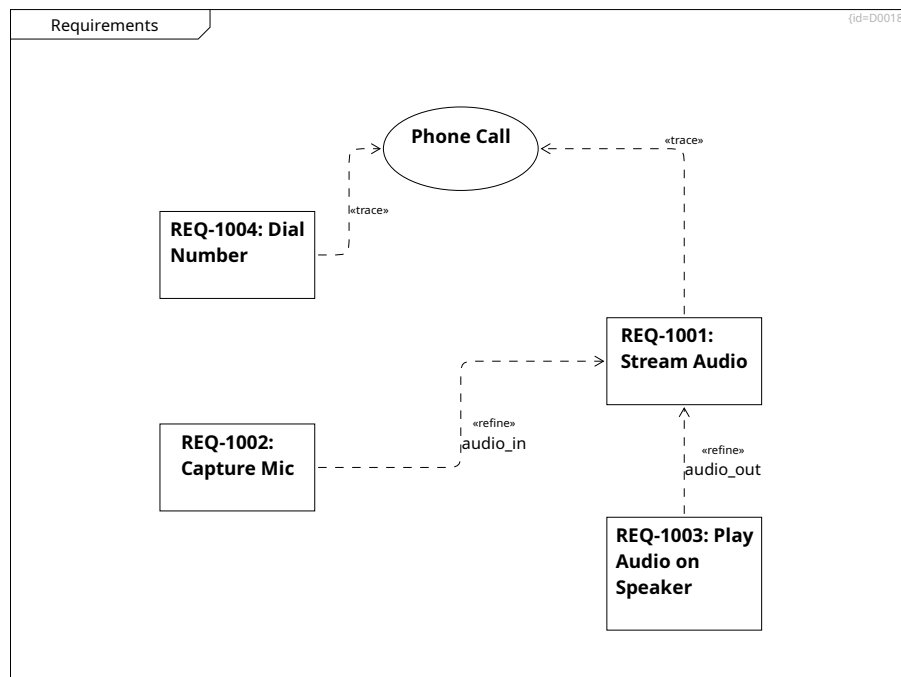 Requirements
{id=D0018
Phone Call
«trace»
«trace»
REQ-1004: Dial
Number
REQ-1001:
Stream Audio
«refine»
audio_in
REQ-1002:
Capture Mic
«refine»
audio_out
REQ-1003: Play
Audio on
Speaker